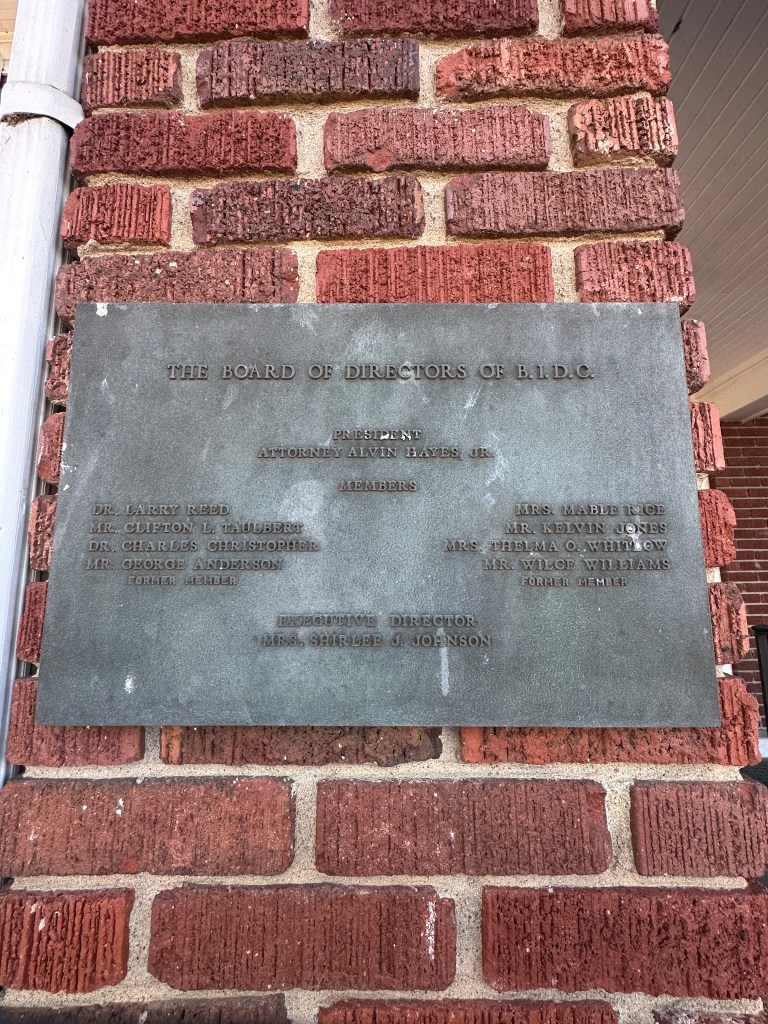 THE BOARD OF DIRECTORS OF B.I.D.C.
PRESIDENT
ATTORNEY ALVIN HAYES, JR.
MEMBERS
DR. LARRY REED
MR. CLIFTON L. TAULBERT
DR. CHARLES CHRISTOPHER
MR. GEORGE ANDERSON
FORMER MEMBER
MRS. MABLE RICE
MR. KELVIN JONES
MRS. THELMA O. WHITLOW
MR. WILGE WILLIAMS
FORMER MEMBER
EXECUTIVE DIRECTOR
MRS. SHIRLEE J. JOHNSON